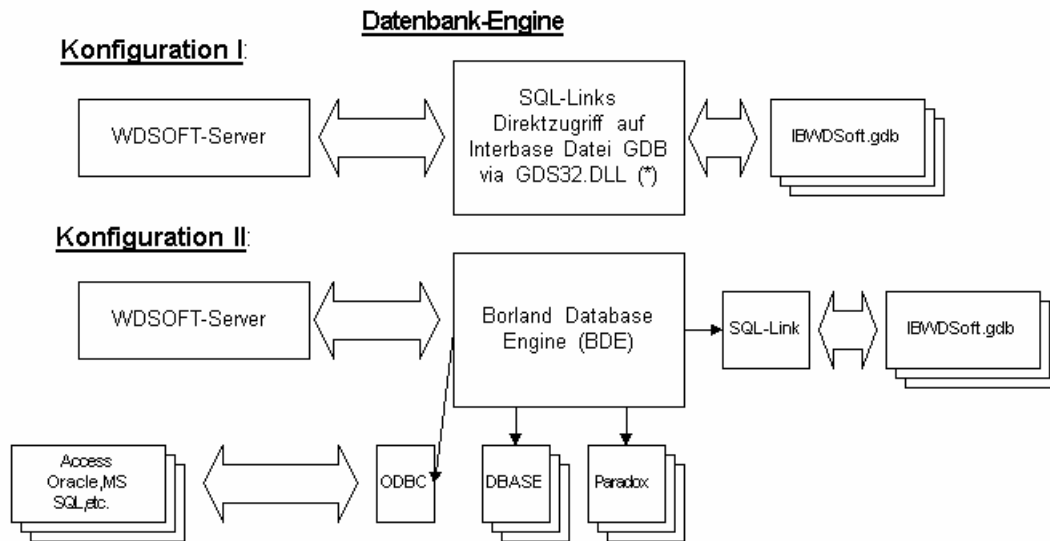 Datenbank-Engine
Konfiguration I:
WDSOFT-Server
SQL-Links
Direktzugriff auf
Interbase Datei GDB
via GDS32.DLL (*)
IBWDSoft.gdb
Konfiguration II:
WDSOFT-Server
Borland Database
Engine (BDE)
SQL-Link
IBWDSoft.gdb
Access
Oracle,MS
SQL,etc.
ODBC
DBASE
Paradox